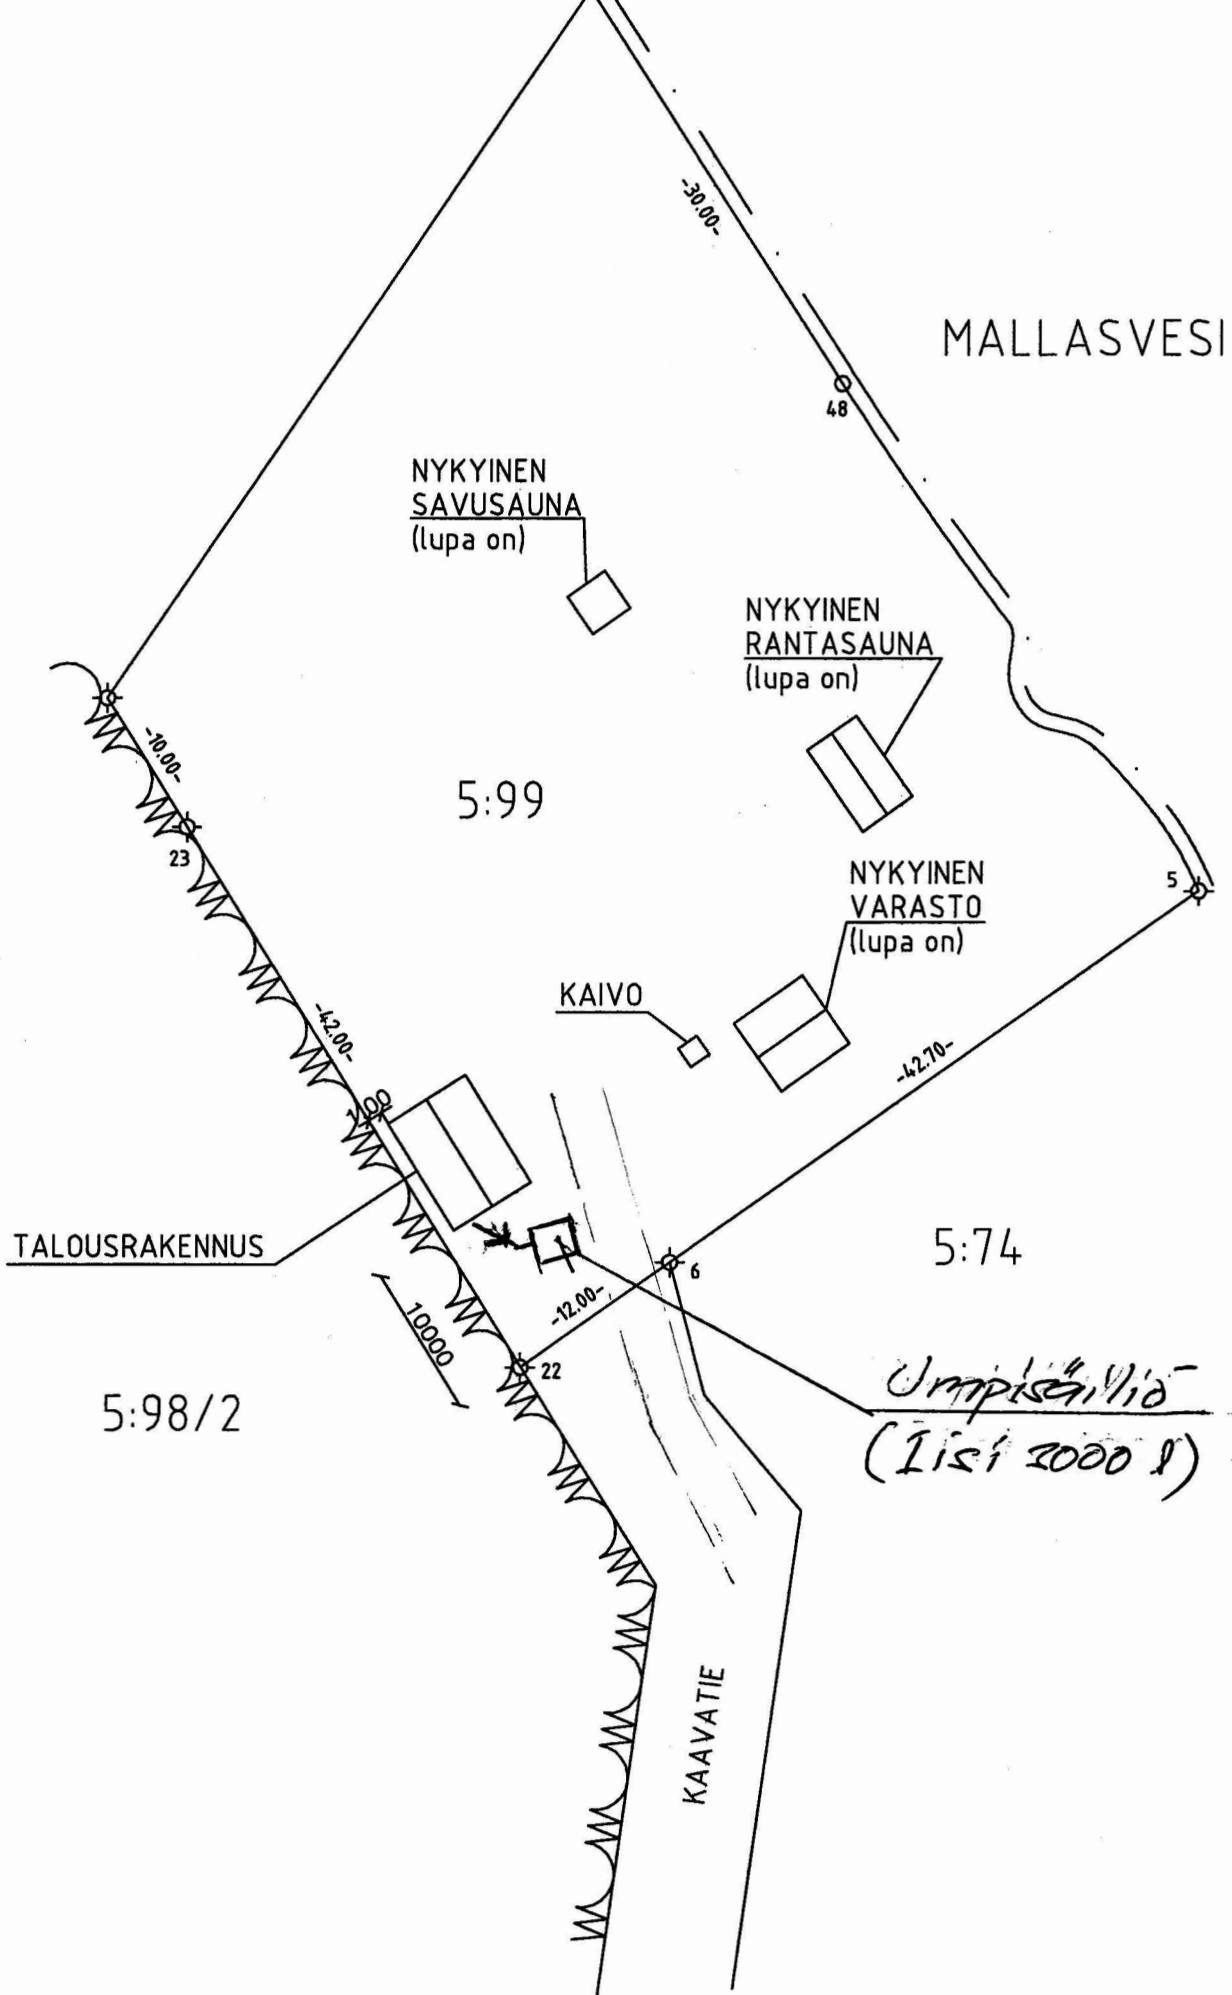 -30.00-
MALLASVESI
48
NYKYINEN
SAVUSAUNA
(lupa on)
NYKYINEN
RANTASAUNA
(lupa on)
-10.00-
5:99
23
NYKYINEN
VARASTO
(lupa on)
5
KAIVO
-42.00-
-42.70-
1.00
TALOUSRAKENNUS
5:74
6
-12.00-
10000
22
5:98/2
Umpisäiliö
(Iisi 3000 l)
KAAVATIE